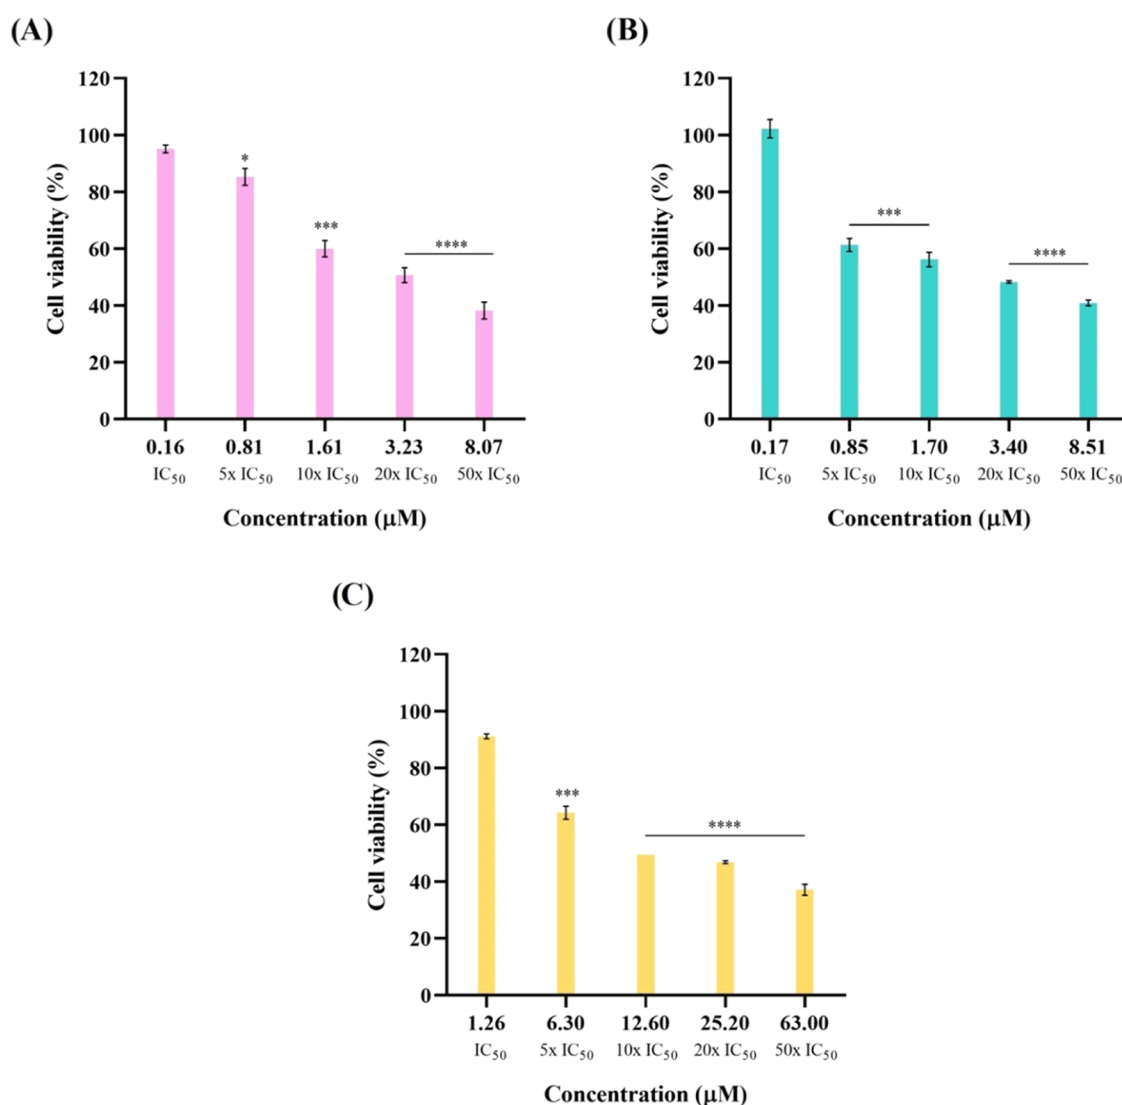 (A)
(B)
120
100
80
60
40
20
0
Cell viability (%)
*
***
****
0.16 0.81 1.61 3.23 8.07
IC50 5x IC50 10x IC50 20x IC50 50x IC50
Concentration (μM)
120
100
80
60
40
20
0
Cell viability (%)
***
****
0.17 0.85 1.70 3.40 8.51
IC50 5x IC50 10x IC50 20x IC50 50x IC50
Concentration (μM)
(C)
120
100
80
60
40
20
0
Cell viability (%)
***
****
1.26 6.30 12.60 25.20 63.00
IC50 5x IC50 10x IC50 20x IC50 50x IC50
Concentration (μM)